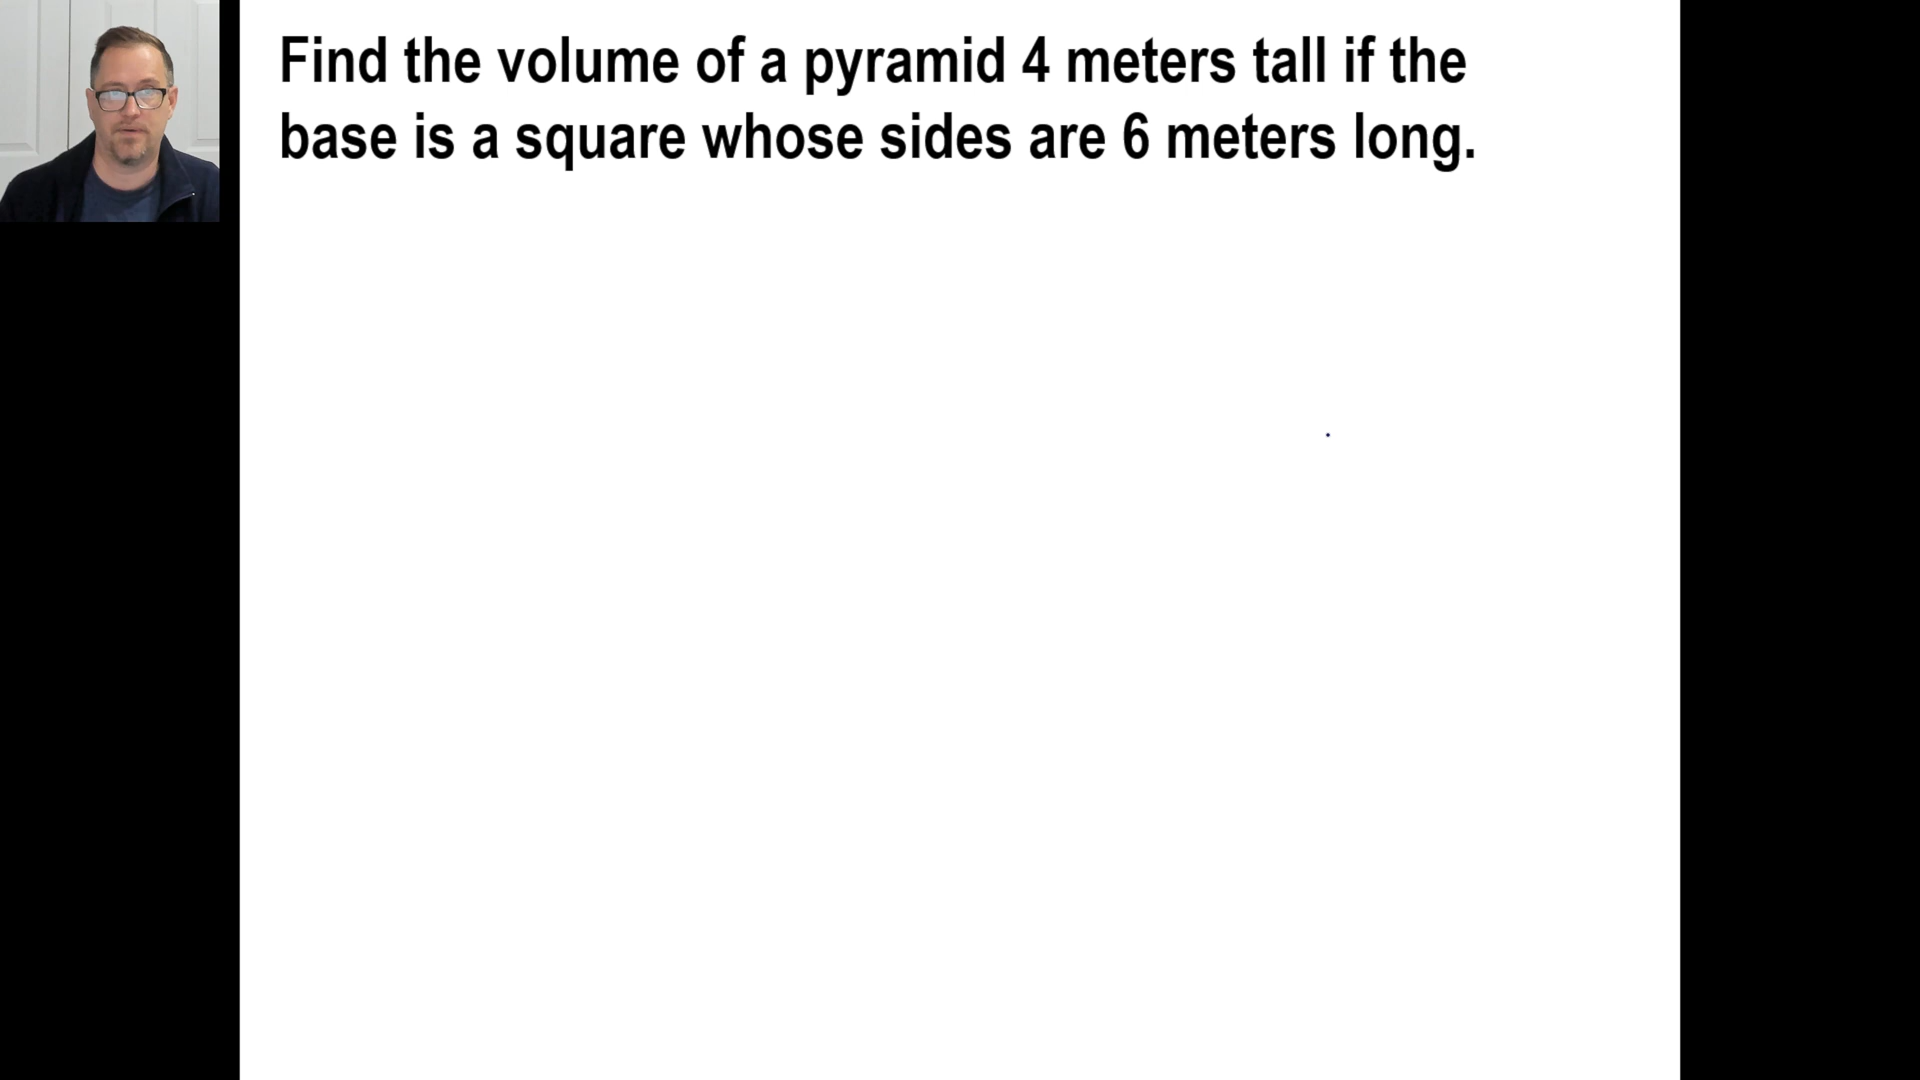 Find the volume of a pyramid 4 meters tall if the
base is a square whose sides are 6 meters long.